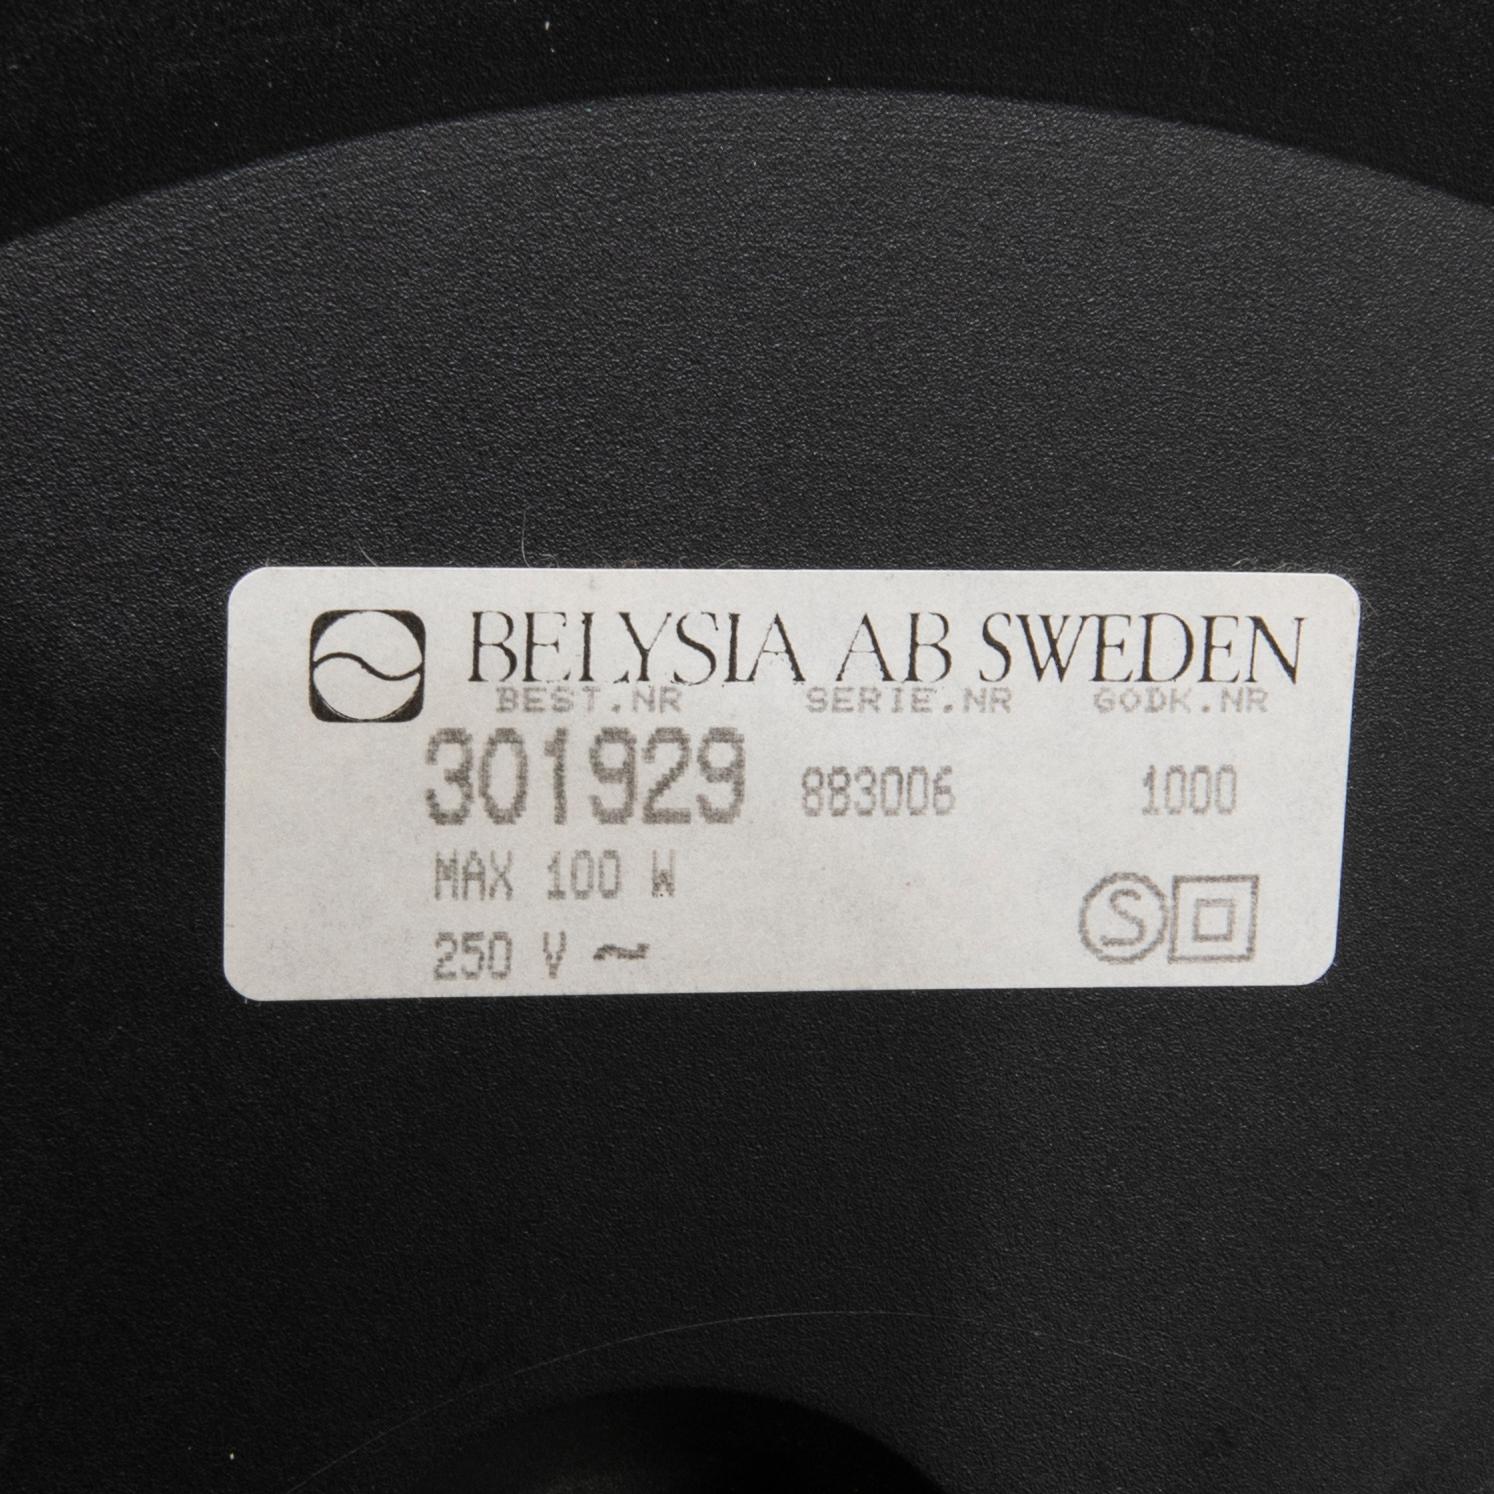 BELYSIA AB SWEDEN
BEST.NR SERIE.NR GODK.NR
301929 883006 1000
MAX 100 W
250 V ~
S